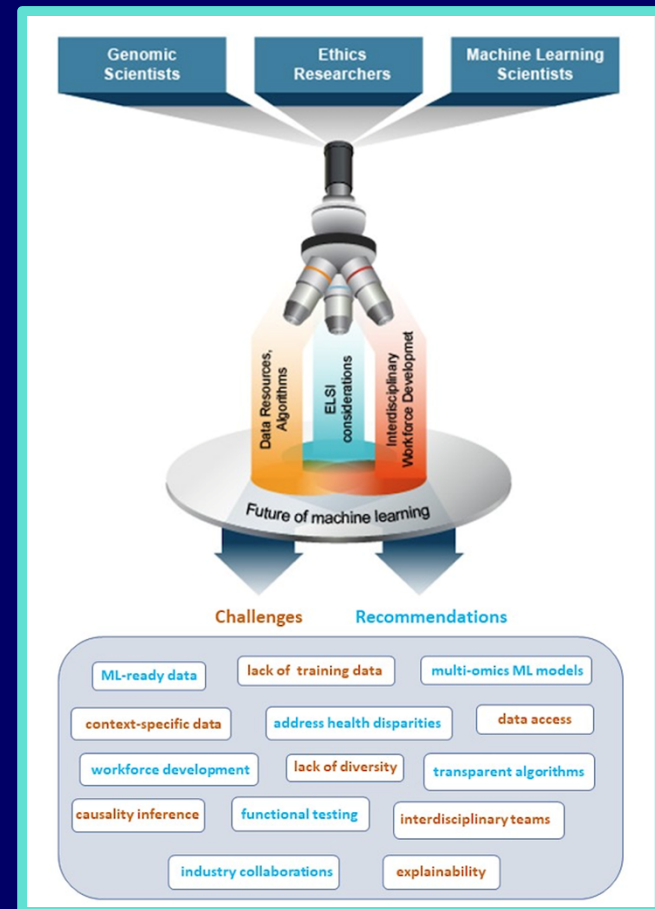 Genomic
Scientists
Ethics
Researchers
Machine Learning
Scientists
Data Resources,
Algorithms
ELSI
considerations
Interdisciplinary
Workforce Developmet
Future of machine learning
Challenges
Recommendations
ML-ready data
lack of training data
multi-omics ML models
context-specific data
address health disparities
data access
workforce development
lack of diversity
transparent algorithms
causality inference
functional testing
interdisciplinary teams
industry collaborations
explainability